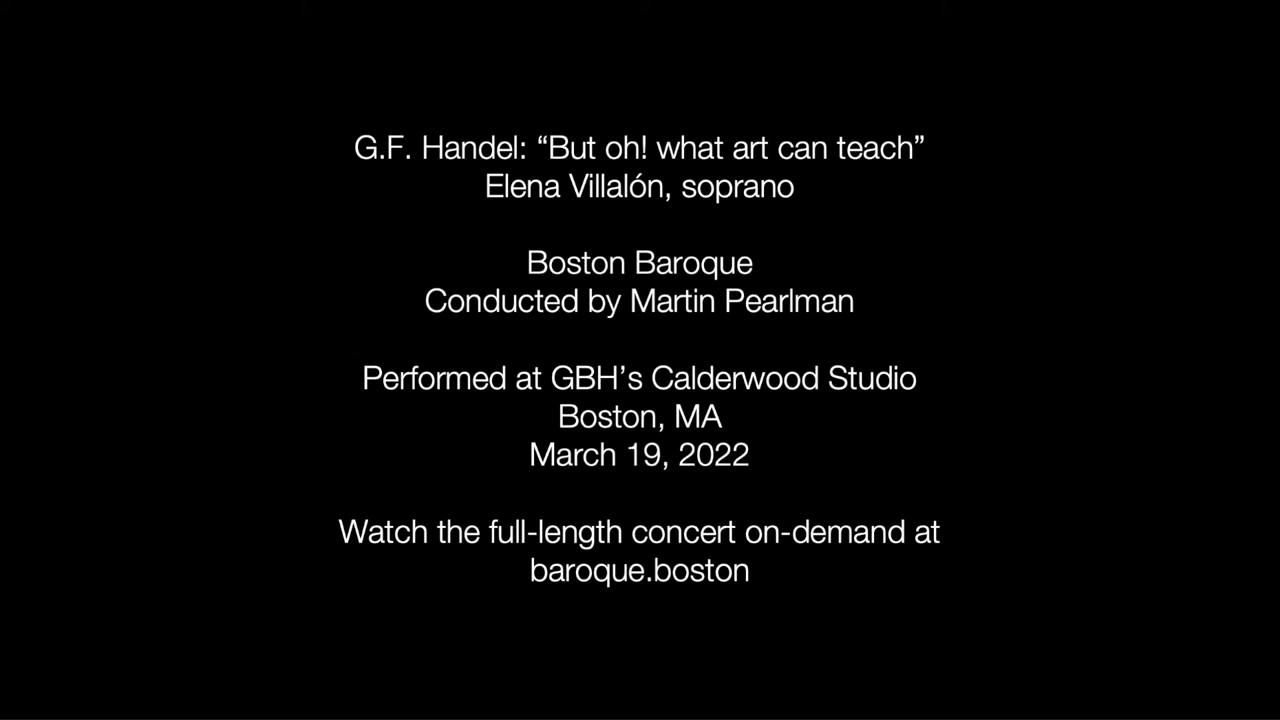 G.F. Handel: “But oh! what art can teach”
Elena Villalón, soprano
Boston Baroque
Conducted by Martin Pearlman
Performed at GBH’s Calderwood Studio
Boston, MA
March 19, 2022
Watch the full-length concert on-demand at
baroque.boston